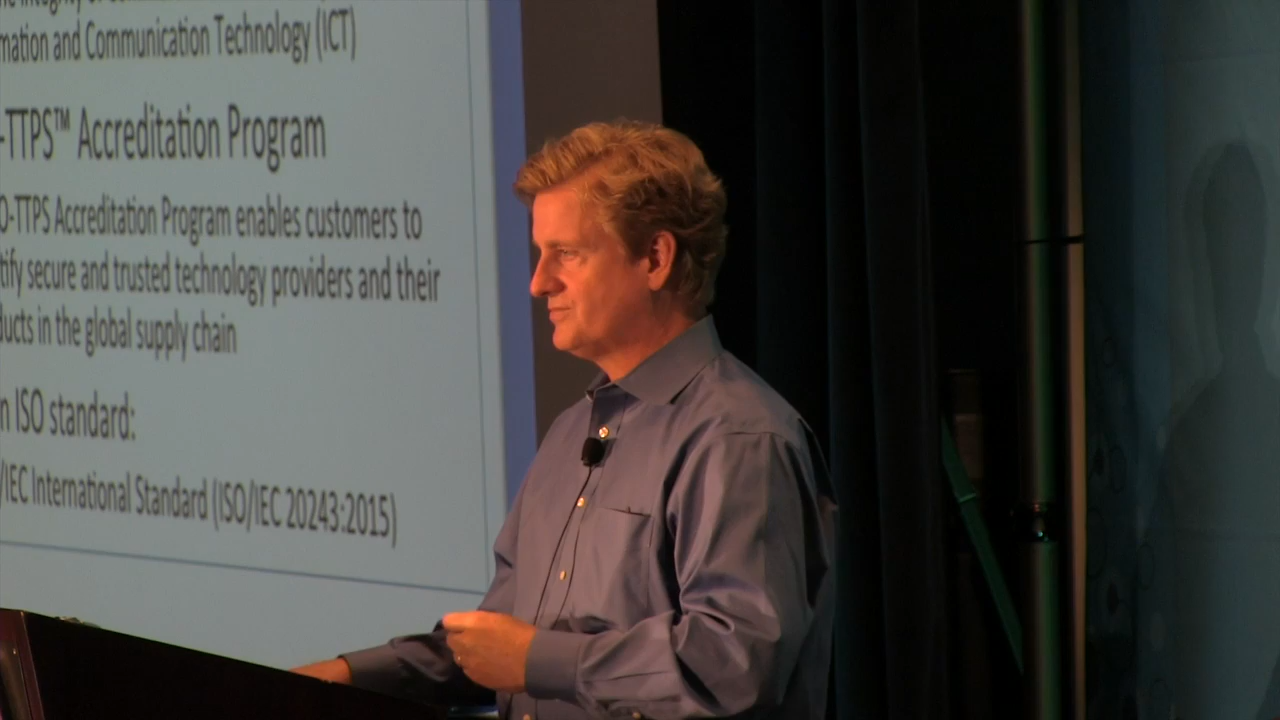 mation and Communication Technology (ICT)
-TTPS™ Accreditation Program
O-TTPS Accreditation Program enables customers to
tify secure and trusted technology providers and their
ducts in the global supply chain
n ISO standard:
/IEC International Standard (ISO/IEC 20243:2015)